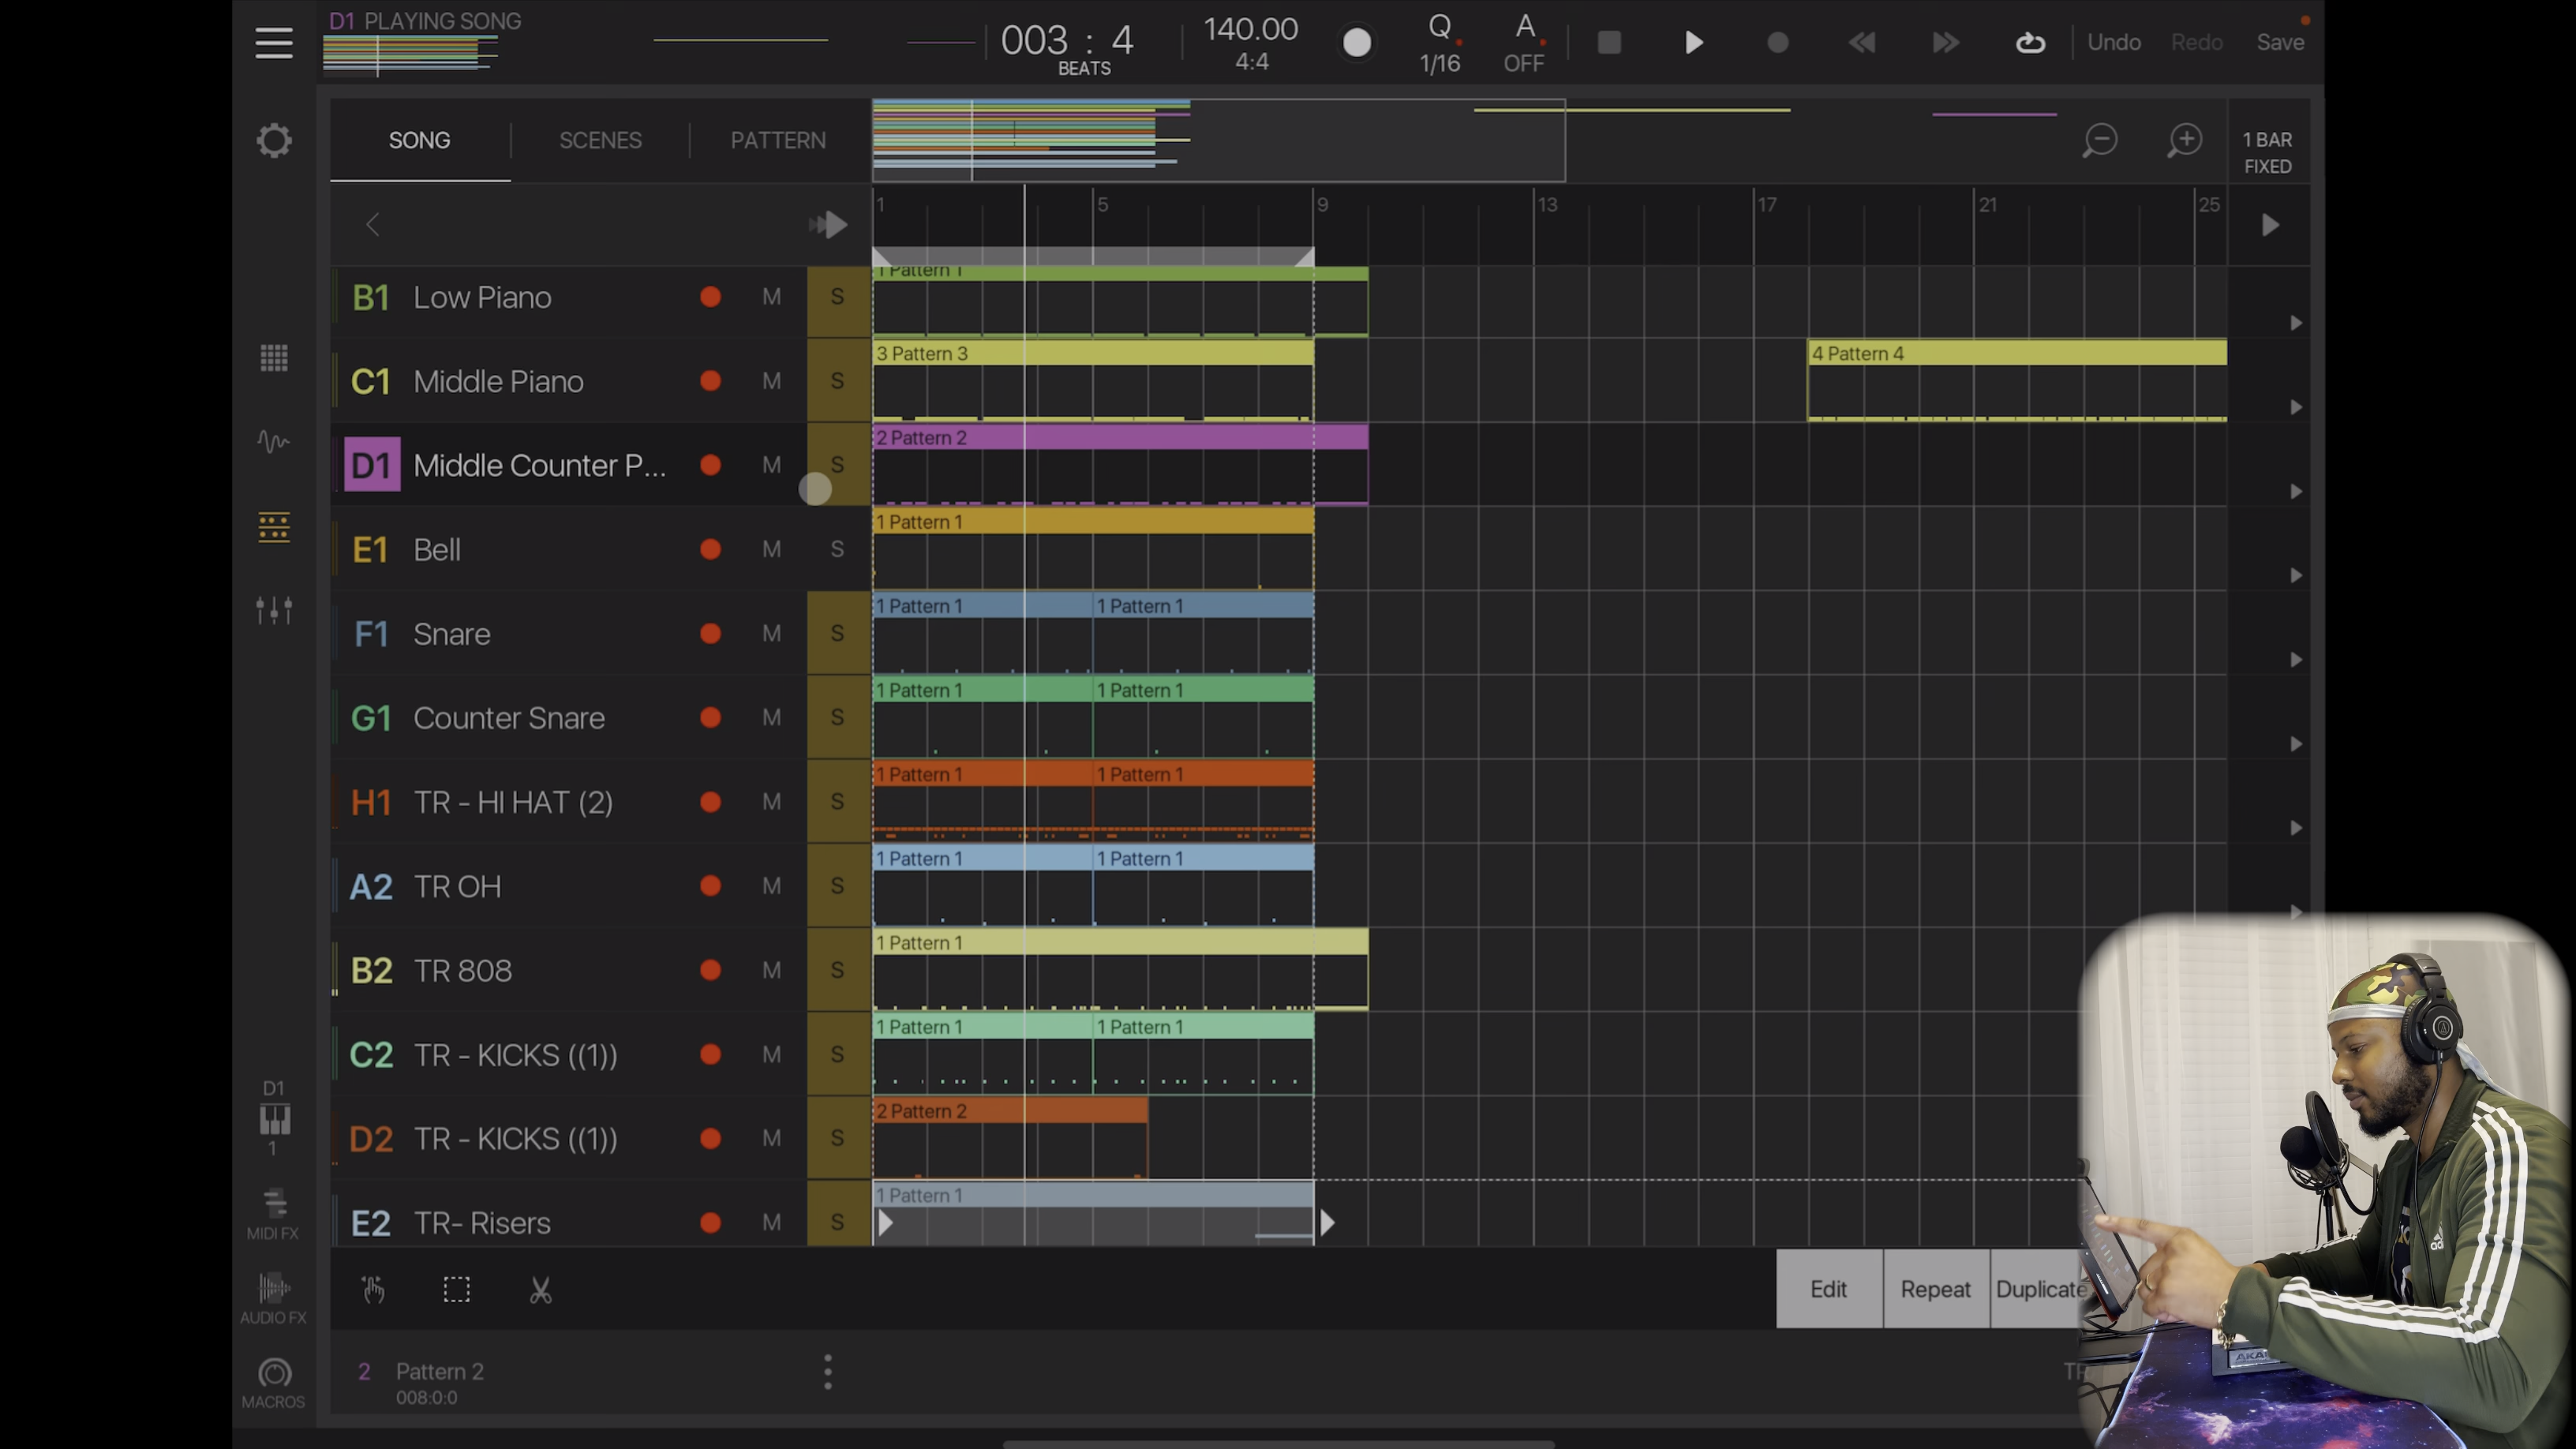 D1 PLAYING SONG
003 : 4
BEATS
140.00
4:4
Q
1/16
A
OFF
Undo
Redo
Save
SONG
SCENES
PATTERN
1 BAR
FIXED
1
5
9
13
17
21
25
B1 Low Piano M S
1 Pattern 1
C1 Middle Piano M S
3 Pattern 3
4 Pattern 4
D1 Middle Counter P... M S
2 Pattern 2
E1 Bell M S
1 Pattern 1
F1 Snare M S
1 Pattern 1 1 Pattern 1
G1 Counter Snare M S
1 Pattern 1 1 Pattern 1
H1 TR - HI HAT (2) M S
1 Pattern 1 1 Pattern 1
A2 TR OH M S
1 Pattern 1 1 Pattern 1
B2 TR 808 M S
1 Pattern 1
C2 TR - KICKS ((1)) M S
1 Pattern 1 1 Pattern 1
D2 TR - KICKS ((1)) M S
2 Pattern 2
E2 TR- Risers M S
1 Pattern 1
D1
1
MIDI FX
AUDIO FX
MACROS
Edit
Repeat
Duplicate
2 Pattern 2
008:0:0
TR
adidas
AKAI